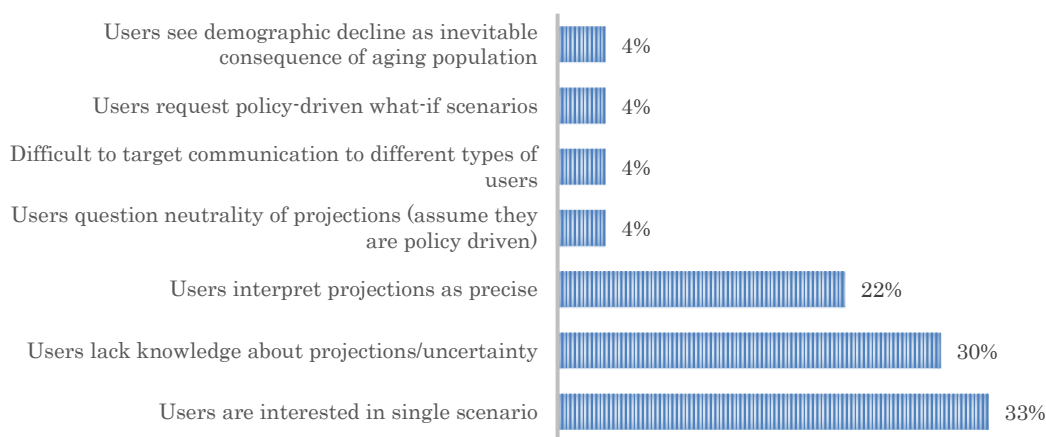 Users see demographic decline as inevitable
consequence of aging population
4%
Users request policy-driven what-if scenarios
4%
Difficult to target communication to different types of
users
4%
Users question neutrality of projections (assume they
are policy driven)
4%
Users interpret projections as precise
22%
Users lack knowledge about projections/uncertainty
30%
Users are interested in single scenario
33%